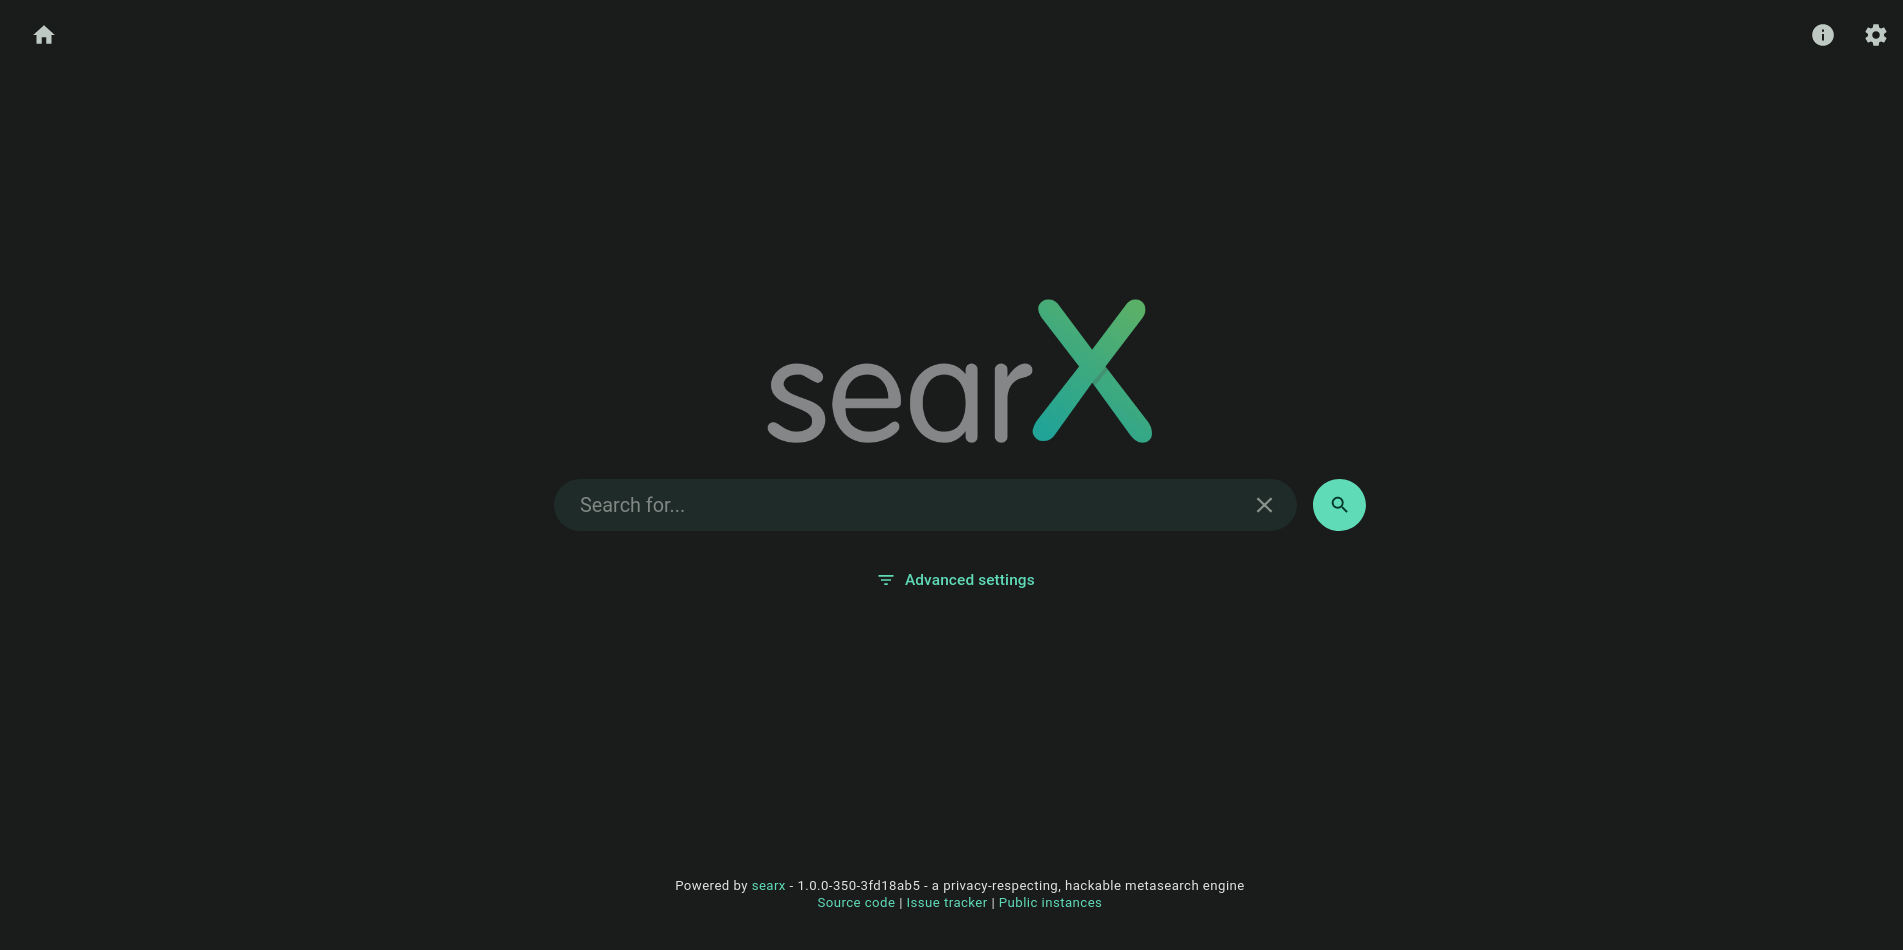 searX
Search for...
Advanced settings
Powered by searx - 1.0.0-350-3fd18ab5 - a privacy-respecting, hackable metasearch engine
Source code | Issue tracker | Public instances